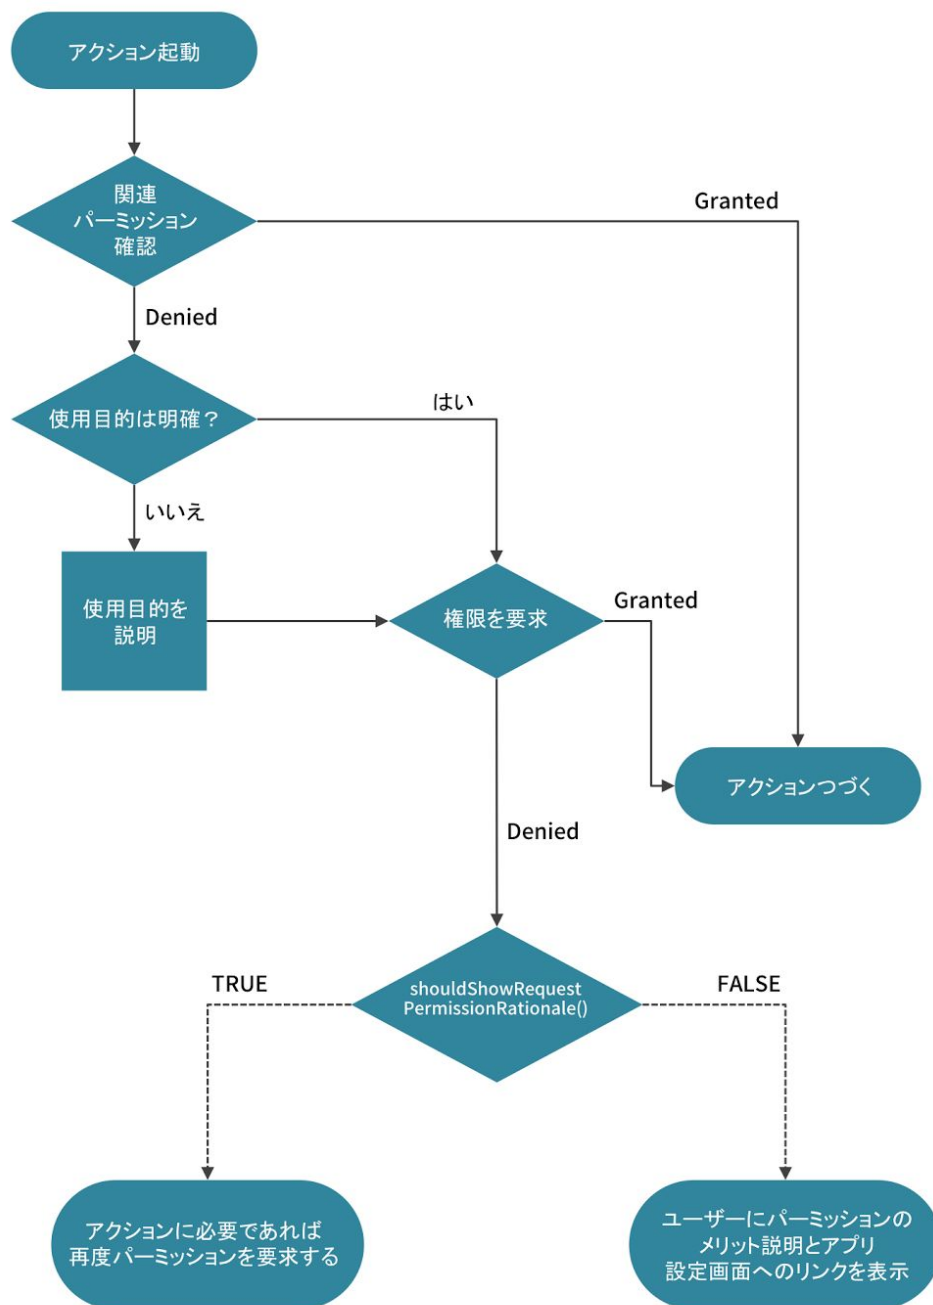 アクション起動
関連
パーミッション
確認
Granted
Denied
使用目的は明確？
はい
いいえ
使用目的を
説明
権限を要求
Granted
アクションつづく
Denied
shouldShowRequest
PermissionRationale()
TRUE
FALSE
アクションに必要であれば
再度パーミッションを要求する
ユーザーにパーミッションの
メリット説明とアプリ
設定画面へのリンクを表示